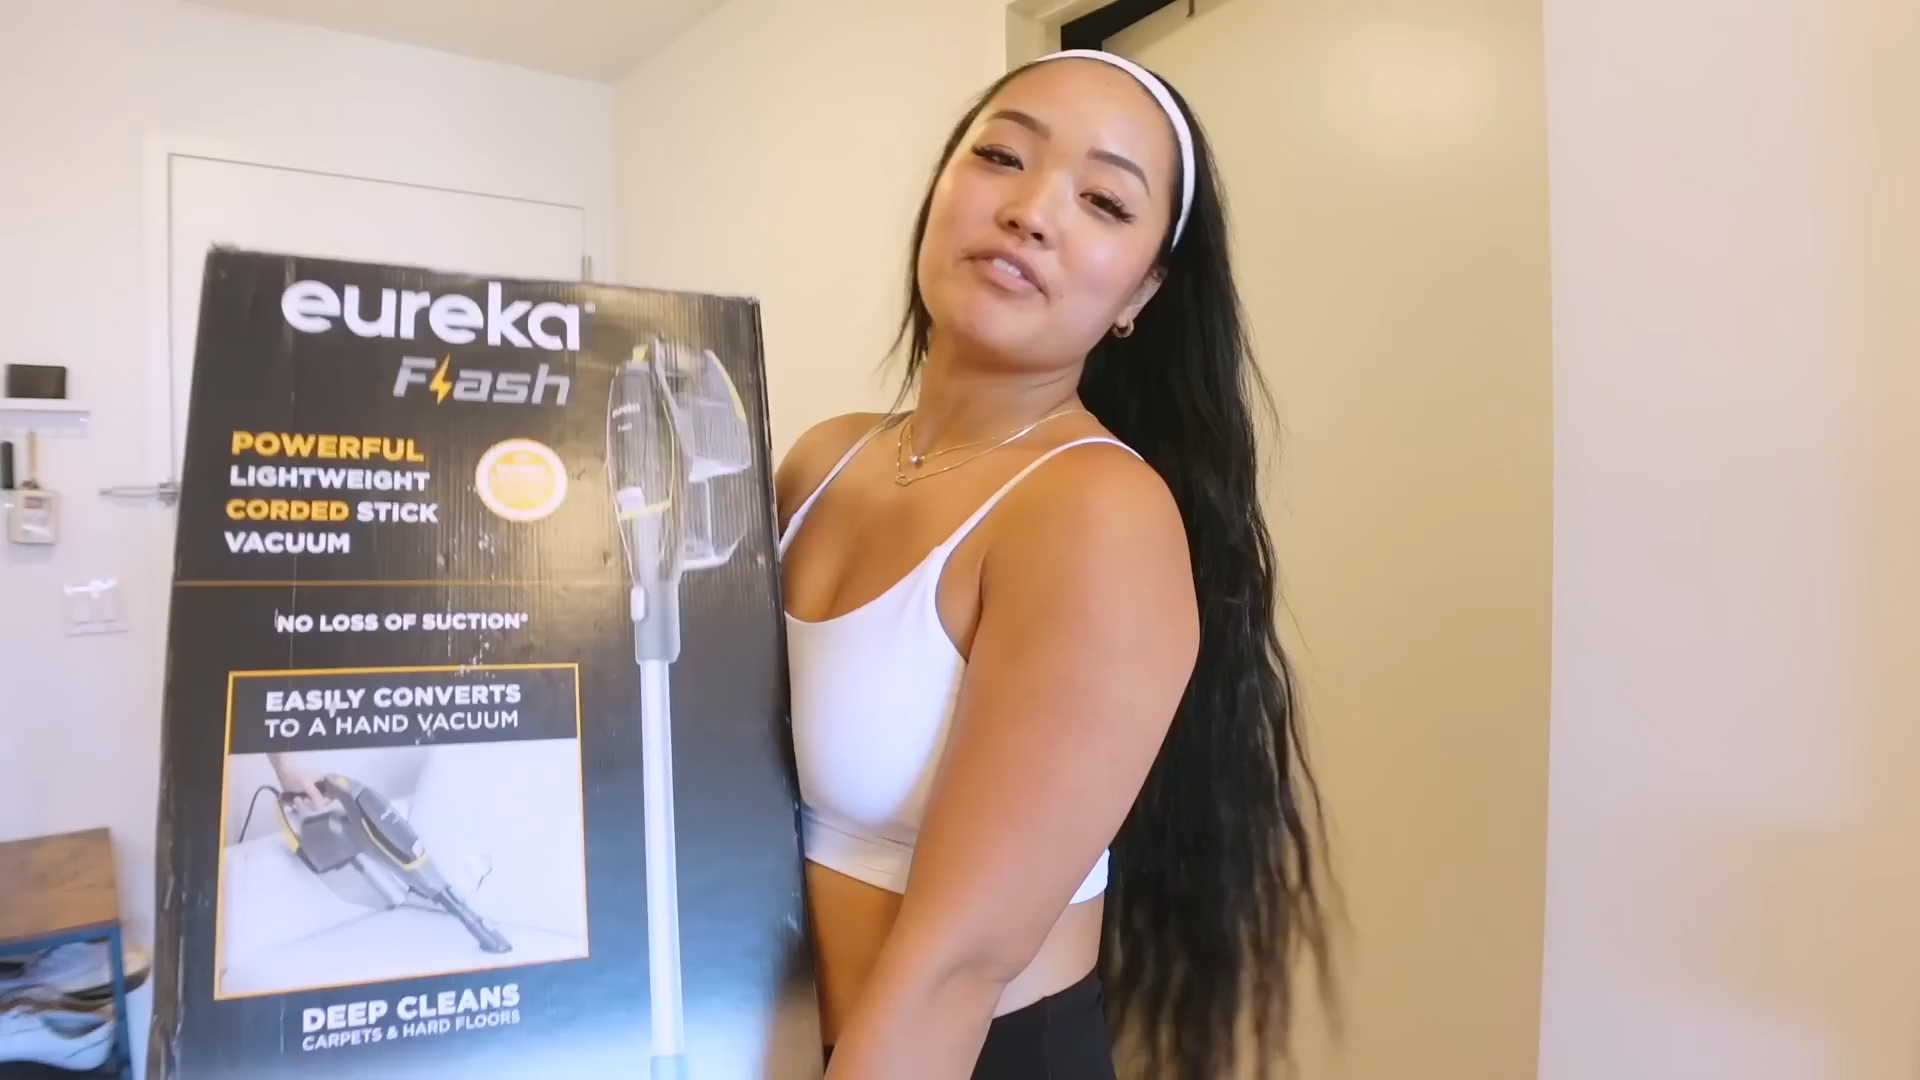 eureka®
Flash
POWERFUL
LIGHTWEIGHT
CORDED STICK
VACUUM
NO LOSS OF SUCTION*
EASILY CONVERTS
TO A HAND VACUUM
DEEP CLEANS
CARPETS & HARD FLOORS
eureka